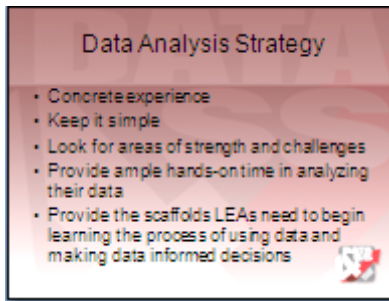 Data Analysis Strategy
• Concrete experience
• Keep it simple
• Look for areas of strength and challenges
• Provide ample hands-on time in analyzing
their data
• Provide the scaffolds LEAs need to begin
learning the process of using data and
making data informed decisions